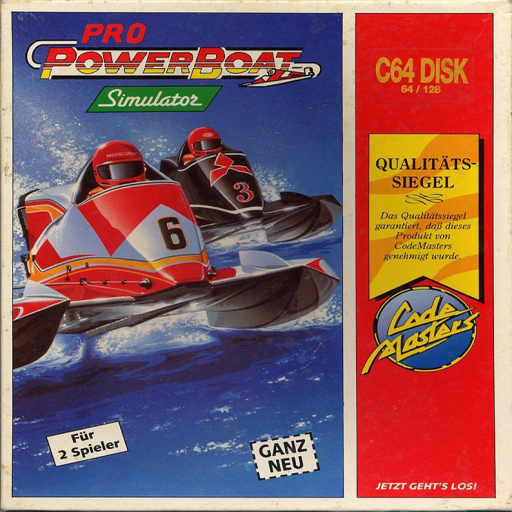 PRO
POWERBOAT
Simulator
C64 DISK
64 / 128
QUALITÄTS-
SIEGEL
Das Qualitätssiegel
garantiert, daß dieses
Produkt von
CodeMasters
genehmigt wurde.
Code
Masters
MERCURY
3
6
Für
2 Spieler
GANZ
NEU
JETZT GEHT'S LOS!